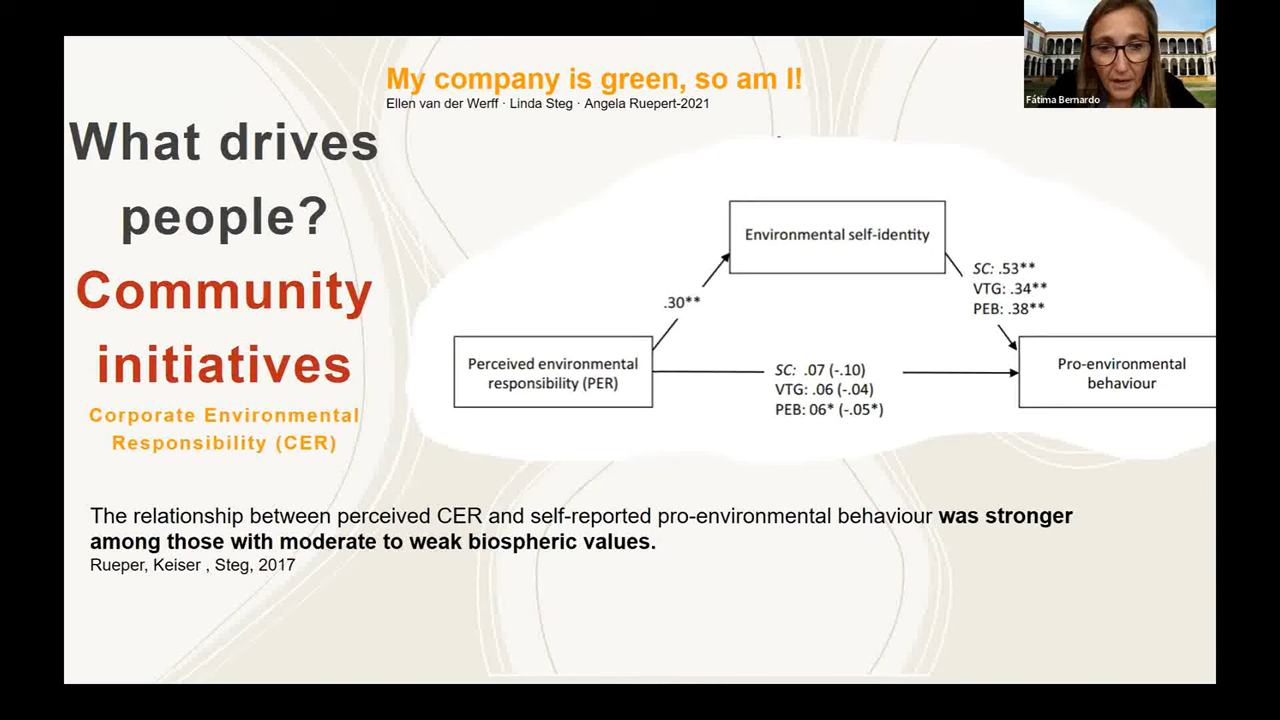 My company is green, so am I!
Ellen van der Werff · Linda Steg · Angela Ruepert-2021
Fátima Bernardo
What drives
people?
Community
initiatives
Corporate Environmental
Responsibility (CER)
Environmental self-identity
.30**
SC: .53**
VTG: .34**
PEB: .38**
Perceived environmental
responsibility (PER)
SC: .07 (-.10)
VTG: .06 (-.04)
PEB: 06* (-.05*)
Pro-environmental
behaviour
The relationship between perceived CER and self-reported pro-environmental behaviour was stronger
among those with moderate to weak biospheric values.
Rueper, Keiser , Steg, 2017